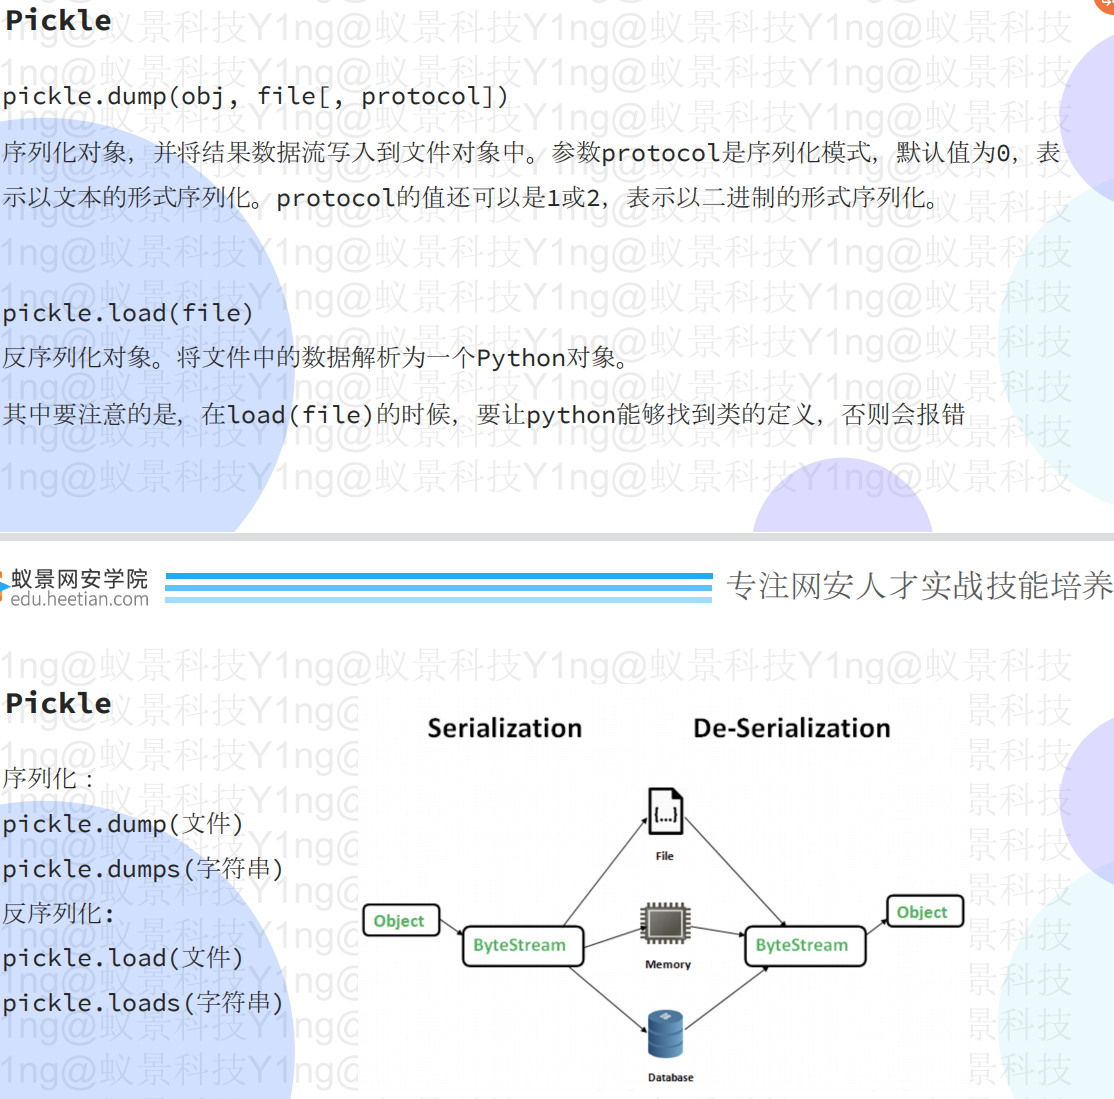 Pickle
pickle.dump(obj, file[, protocol])
序列化对象，并将结果数据流写入到文件对象中。参数protocol是序列化模式，默认值为0，表
示以文本的形式序列化。protocol的值还可以是1或2，表示以二进制的形式序列化。
pickle.load(file)
反序列化对象。将文件中的数据解析为一个Python对象。
其中要注意的是，在load(file)的时候，要让python能够找到类的定义，否则会报错
蚁景网安学院
edu.heetian.com
专注网安人才实战技能培养
Pickle
序列化：
pickle.dump(文件)
pickle.dumps(字符串)
反序列化:
pickle.load(文件)
pickle.loads(字符串)
Serialization
De-Serialization
{...}
File
Object
ByteStream
Memory
ByteStream
Object
Database
1ng@蚁景科技Y1ng@蚁景科技Y1ng@蚁景科技Y1ng@蚁景科技